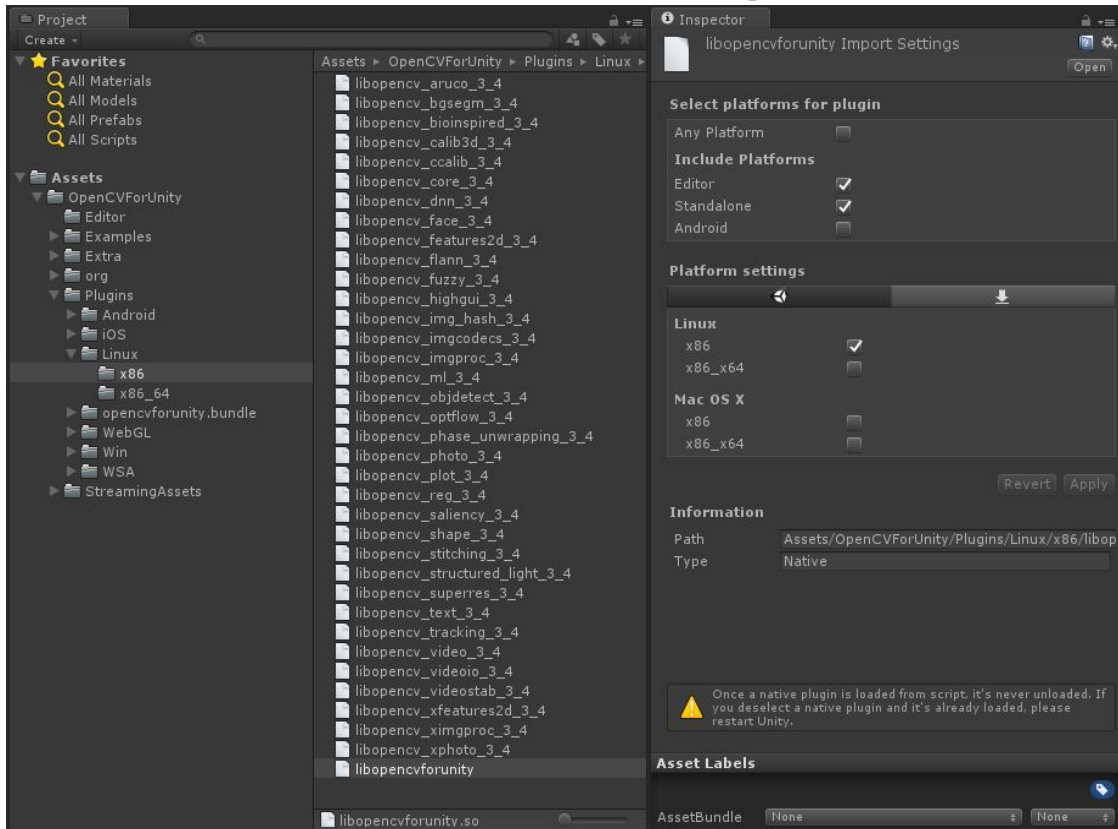 Project
Create
Favorites
All Materials
All Models
All Prefabs
All Scripts
Assets
OpenCVForUnity
Editor
Examples
Extra
org
Plugins
Android
iOS
Linux
x86
x86_64
opencvforunity.bundle
WebGL
Win
WSA
StreamingAssets
Assets ▸ OpenCVForUnity ▸ Plugins ▸ Linux ▸
libopencv_aruco_3_4
libopencv_bgsegm_3_4
libopencv_bioinspired_3_4
libopencv_calib3d_3_4
libopencv_ccalib_3_4
libopencv_core_3_4
libopencv_dnn_3_4
libopencv_face_3_4
libopencv_features2d_3_4
libopencv_flann_3_4
libopencv_fuzzy_3_4
libopencv_highgui_3_4
libopencv_img_hash_3_4
libopencv_imgcodecs_3_4
libopencv_imgproc_3_4
libopencv_ml_3_4
libopencv_objdetect_3_4
libopencv_optflow_3_4
libopencv_phase_unwrapping_3_4
libopencv_photo_3_4
libopencv_plot_3_4
libopencv_reg_3_4
libopencv_saliency_3_4
libopencv_shape_3_4
libopencv_stitching_3_4
libopencv_structured_light_3_4
libopencv_superres_3_4
libopencv_text_3_4
libopencv_tracking_3_4
libopencv_video_3_4
libopencv_videoio_3_4
libopencv_videostab_3_4
libopencv_xfeatures2d_3_4
libopencv_ximgproc_3_4
libopencv_xphoto_3_4
libopencvforunity
libopencvforunity.so
Inspector
libopencvforunity Import Settings
Open
Select platforms for plugin
Any Platform
Include Platforms
Editor
Standalone
Android
Platform settings
Linux
x86
x86_x64
Mac OS X
x86
x86_x64
Revert Apply
Information
Path Assets/OpenCVForUnity/Plugins/Linux/x86/libop
Type Native
Once a native plugin is loaded from script, it's never unloaded. If
you deselect a native plugin and it's already loaded, please
restart Unity.
Asset Labels
AssetBundle None None